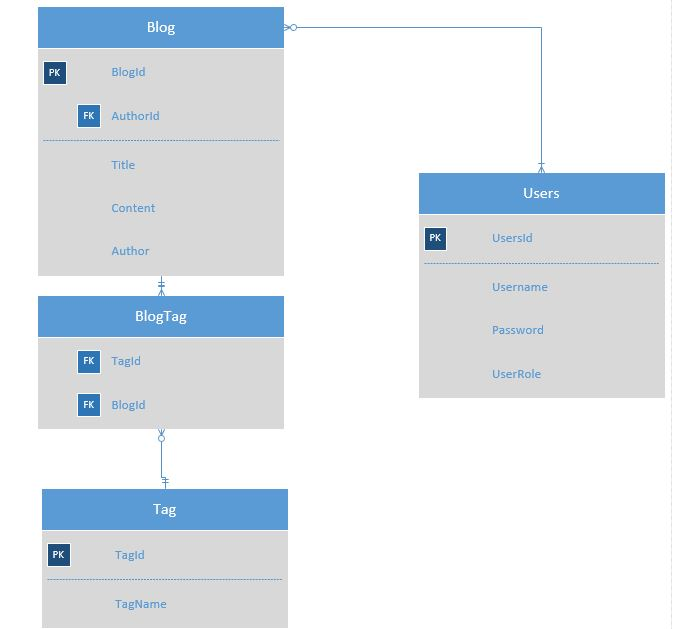 Blog
PK BlogId
FK AuthorId
Title
Content
Author
Users
PK UsersId
Username
Password
UserRole
BlogTag
FK TagId
FK BlogId
Tag
PK TagId
TagName